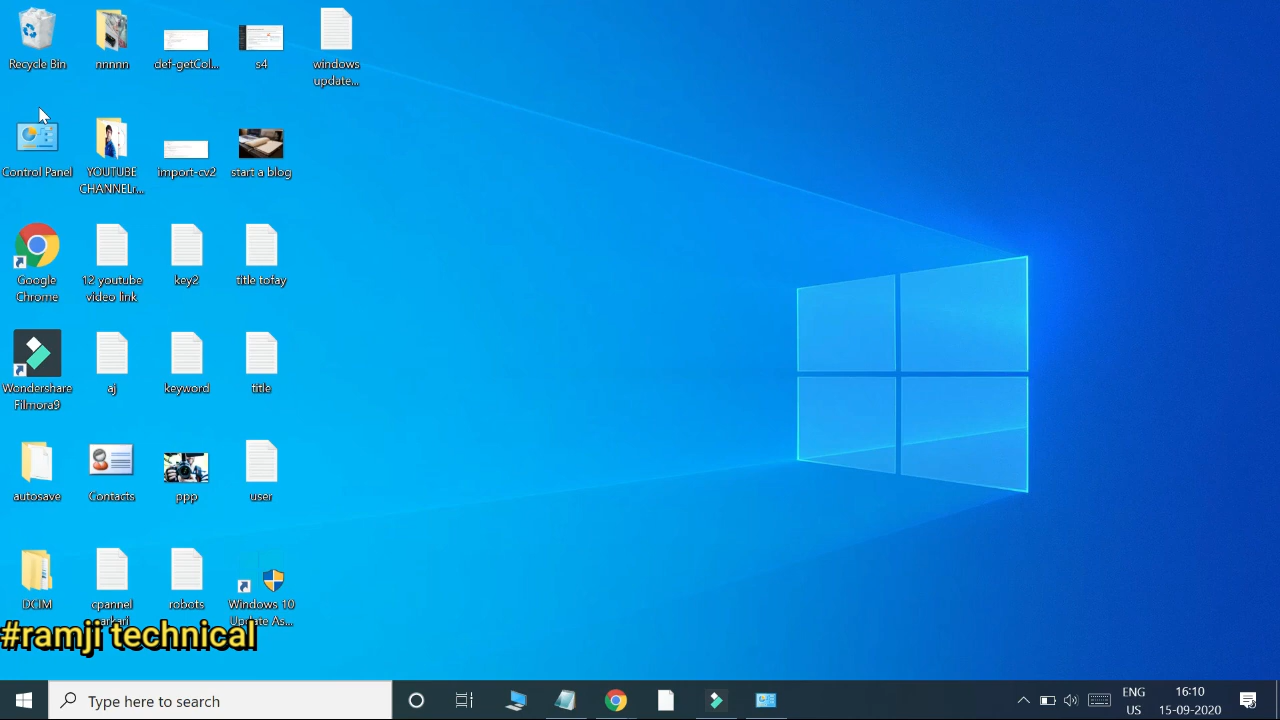 Recycle Bin
nnnnn
def-getCol...
s4
windows
update...
Control Panel
YOUTUBE
CHANNELr...
import-cv2
start a blog
Google
Chrome
12 youtube
video link
key2
title tofay
Wondershare
Filmora9
aj
keyword
title
autosave
Contacts
ppp
user
DCIM
cpannel
robots
Windows 10
Update As...
#ramji technical
Type here to search
ENG
US
16:10
15-09-2020